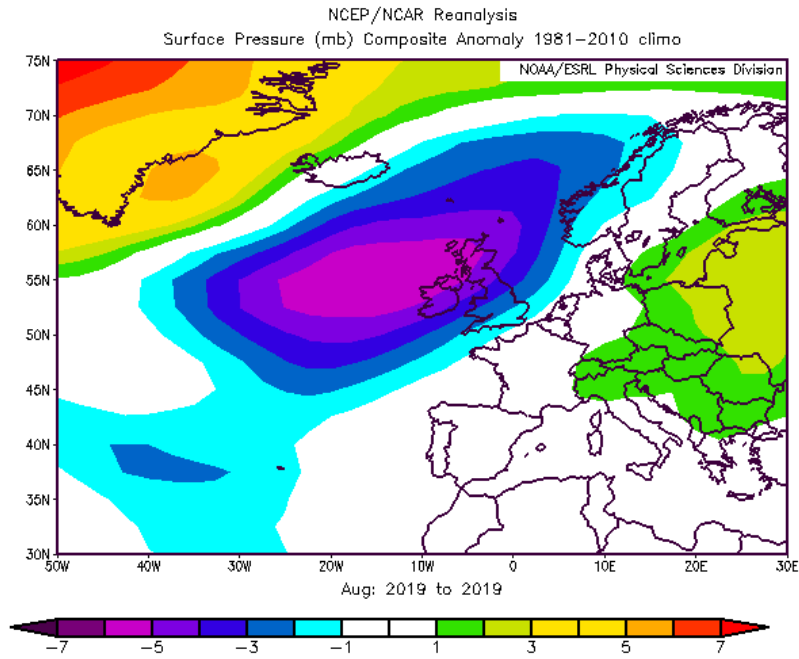 NCEP/NCAR Reanalysis
Surface Pressure (mb) Composite Anomaly 1981-2010 climo
NOAA/ESRL Physical Sciences Division
75N
70N
65N
60N
55N
50N
45N
40N
35N
30N
50W 40W 30W 20W 10W 0 10E 20E 30E
Aug: 2019 to 2019
-7 -5 -3 -1 1 3 5 7